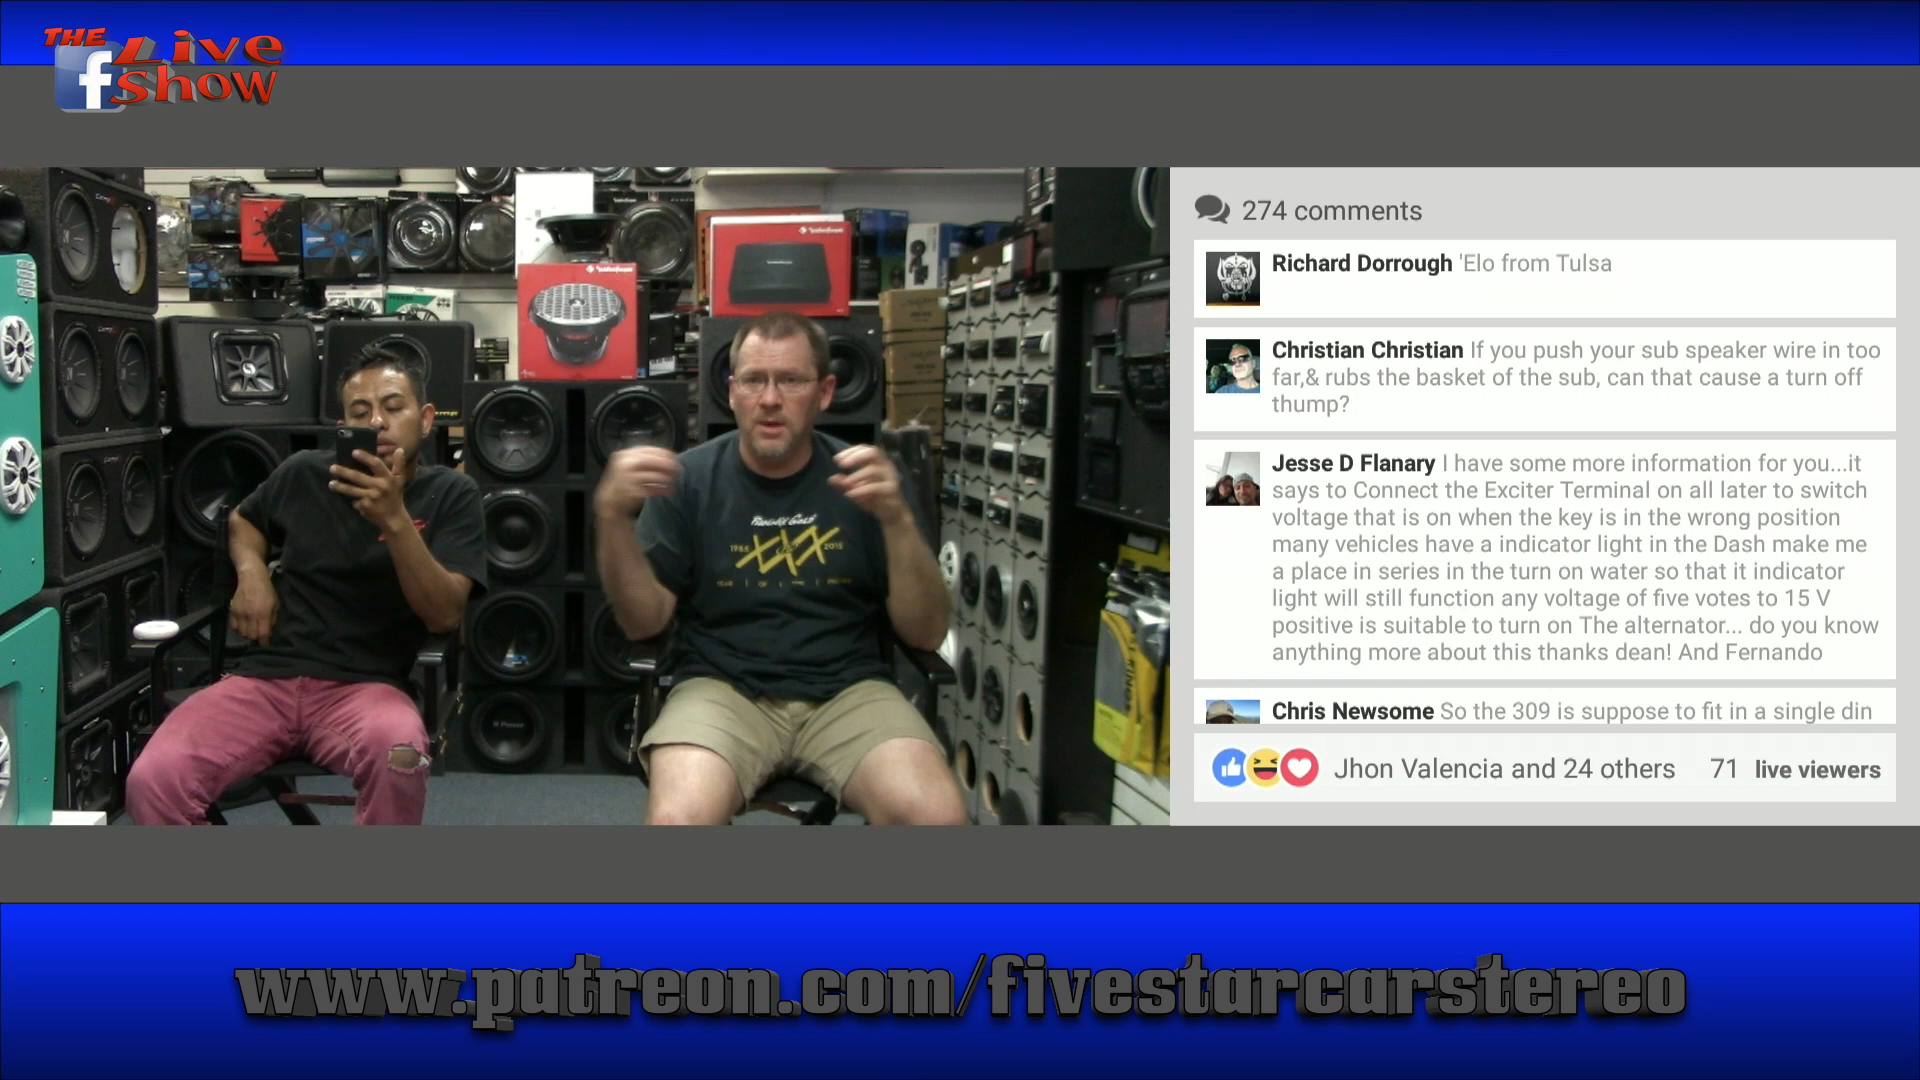 THE Live
f Show
274 comments
Richard Dorrough 'Elo from Tulsa
Christian Christian If you push your sub speaker wire in too
far,& rubs the basket of the sub, can that cause a turn off
thump?
Jesse D Flanary I have some more information for you...it
says to Connect the Exciter Terminal on all later to switch
voltage that is on when the key is in the wrong position
many vehicles have a indicator light in the Dash make me
a place in series in the turn on water so that it indicator
light will still function any voltage of five votes to 15 V
positive is suitable to turn on The alternator... do you know
anything more about this thanks dean! And Fernando
Chris Newsome So the 309 is suppose to fit in a single din
Jhon Valencia and 24 others 71 live viewers
1986 XXX 2015
www.patreon.com/fivestarcarstereo